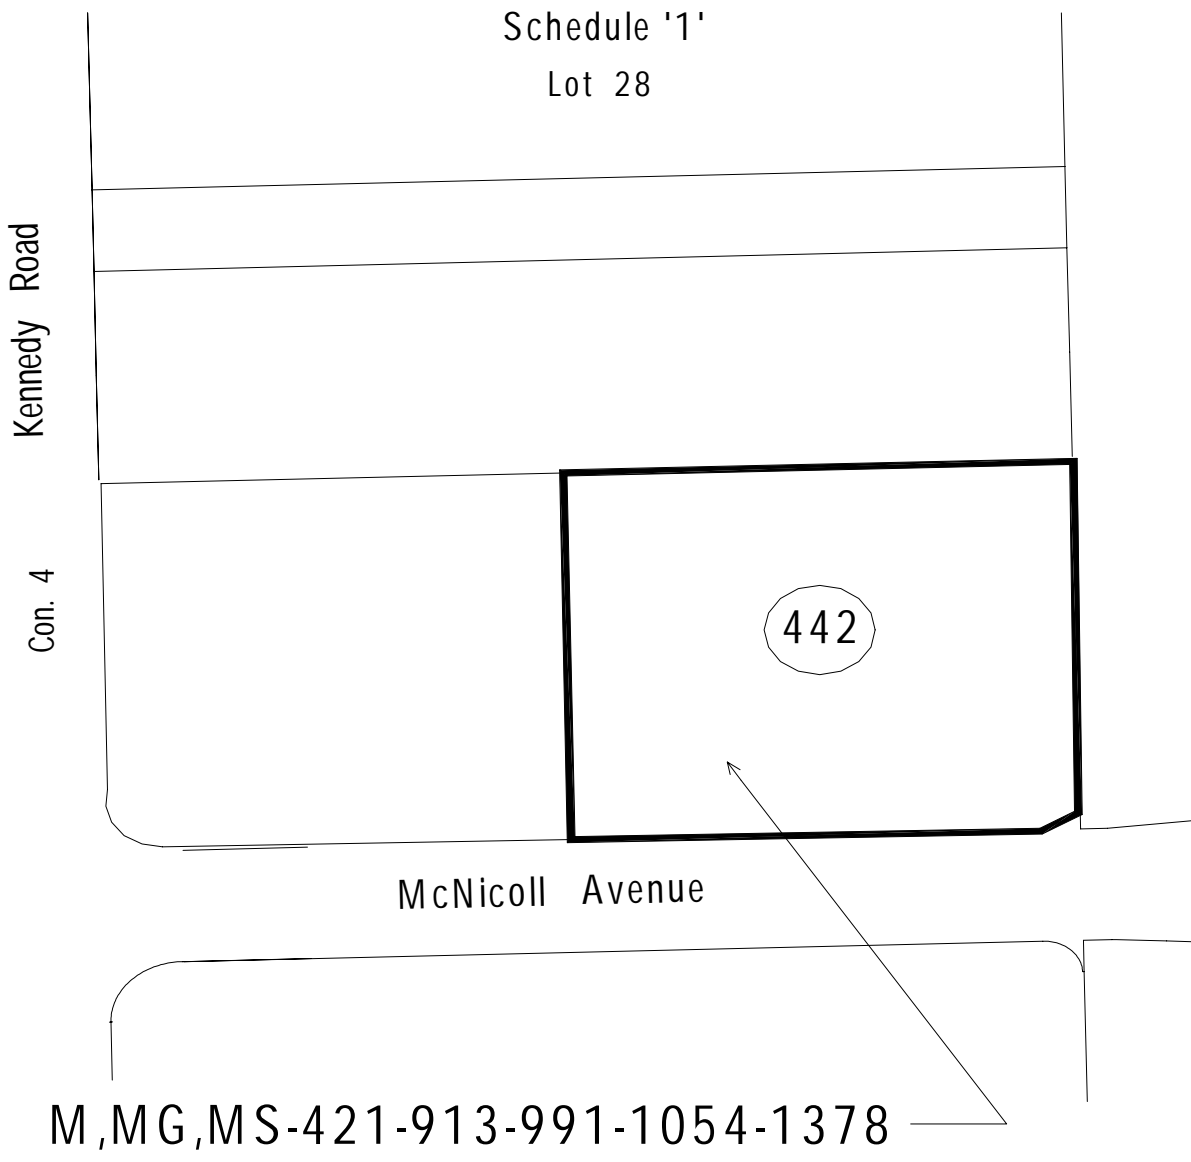 Schedule '1'
Lot 28
Kennedy Road
Con. 4
442
McNicoll Avenue
M,MG,MS-421-913-991-1054-1378